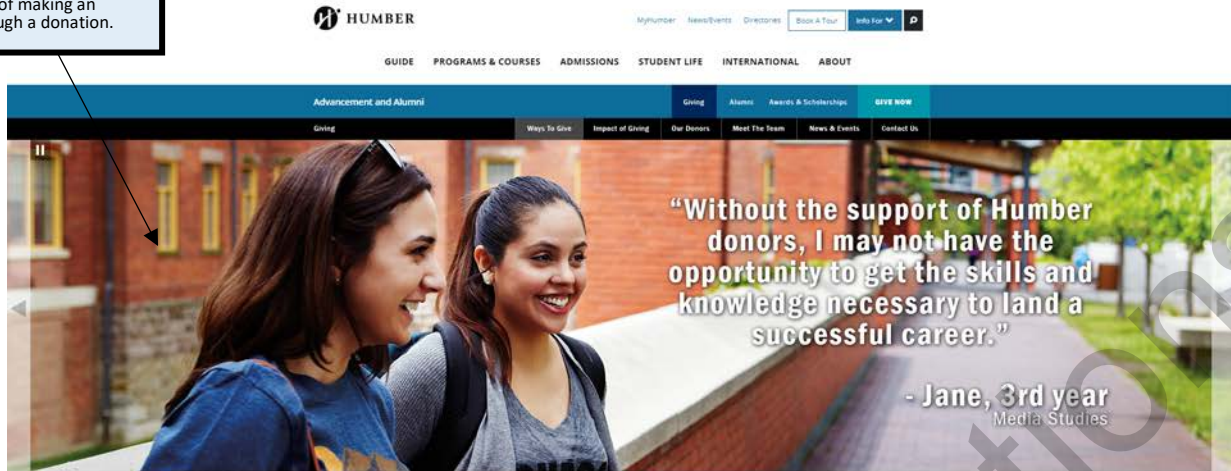 of making an
ugh a donation.
HUMBER
MyHumber News/Events Directories Book A Tour Info For
GUIDE PROGRAMS & COURSES ADMISSIONS STUDENT LIFE INTERNATIONAL ABOUT
Advancement and Alumni
Giving Alumni Awards & Scholarships GIVE NOW
Giving
Ways To Give Impact of Giving Our Donors Meet The Team News & Events Contact Us
“Without the support of Humber
donors, I may not have the
opportunity to get the skills and
knowledge necessary to land a
successful career.”
- Jane, 3rd year
Media Studies